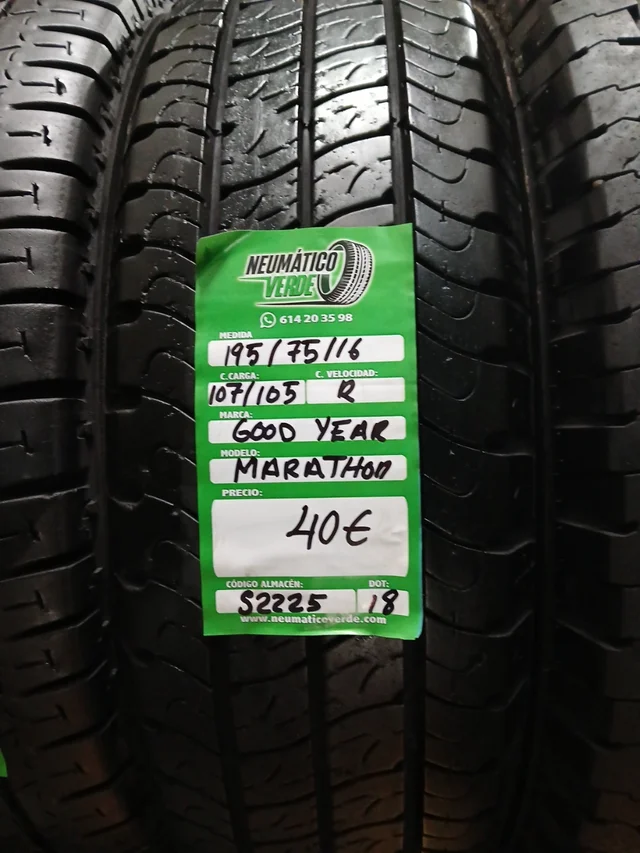 NEUMÁTICO
VERDE
614 20 35 98
MEDIDA
195/75/16
C.CARGA: C. VELOCIDAD:
107/105 R
MARCA:
GOOD YEAR
MODELO:
MARATHON
PRECIO:
40€
CÓDIGO ALMACÉN: DOT:
S2225 18
www.neumaticoverde.com